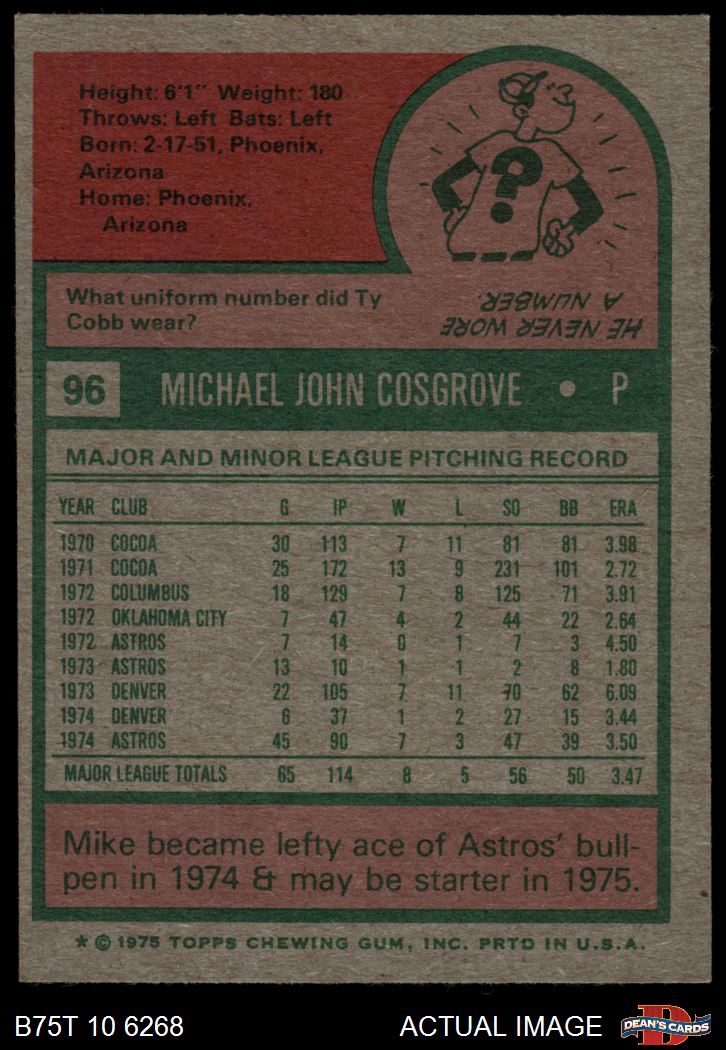 Height: 6'1" Weight: 180
Throws: Left Bats: Left
Born: 2-17-51, Phoenix,
Arizona
Home: Phoenix,
Arizona
?
What uniform number did Ty
Cobb wear?
HE NEVER WORE
A NUMBER.
96 MICHAEL JOHN COSGROVE • P
MAJOR AND MINOR LEAGUE PITCHING RECORD
YEAR CLUB G IP W L SO BB ERA
1970 COCOA 30 113 7 11 81 81 3.98
1971 COCOA 25 172 13 9 231 101 2.72
1972 COLUMBUS 18 129 7 8 125 71 3.91
1972 OKLAHOMA CITY 7 47 4 2 44 22 2.64
1972 ASTROS 7 14 0 1 7 3 4.50
1973 ASTROS 13 10 1 1 2 8 1.80
1973 DENVER 22 105 7 11 70 62 6.09
1974 DENVER 6 37 1 2 27 15 3.44
1974 ASTROS 45 90 7 3 47 39 3.50
MAJOR LEAGUE TOTALS 65 114 8 5 56 50 3.47
Mike became lefty ace of Astros' bull-
pen in 1974 & may be starter in 1975.
* © 1975 TOPPS CHEWING GUM, INC. PRTD IN U.S.A.
B75T 10 6268 ACTUAL IMAGE
D
DEAN'S CARDS